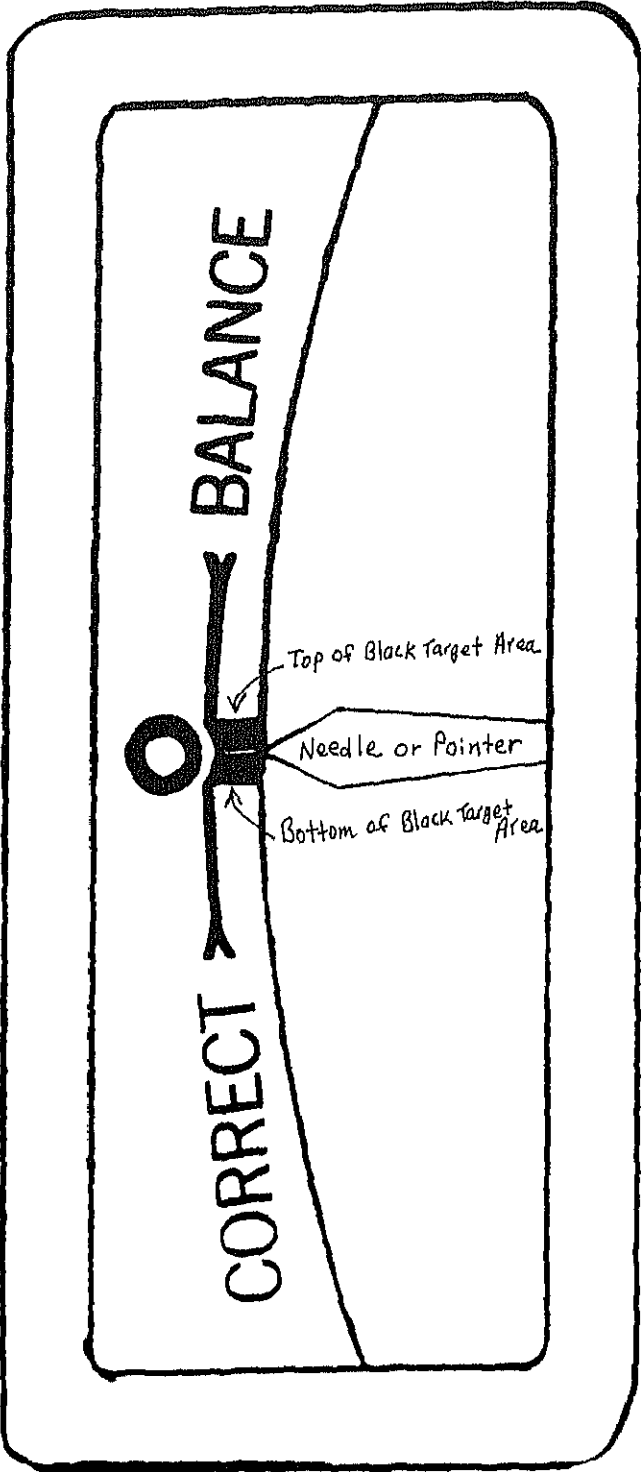 CORRECT BALANCE
Top of Black Target Area
Needle or Pointer
Bottom of Black Target
Area